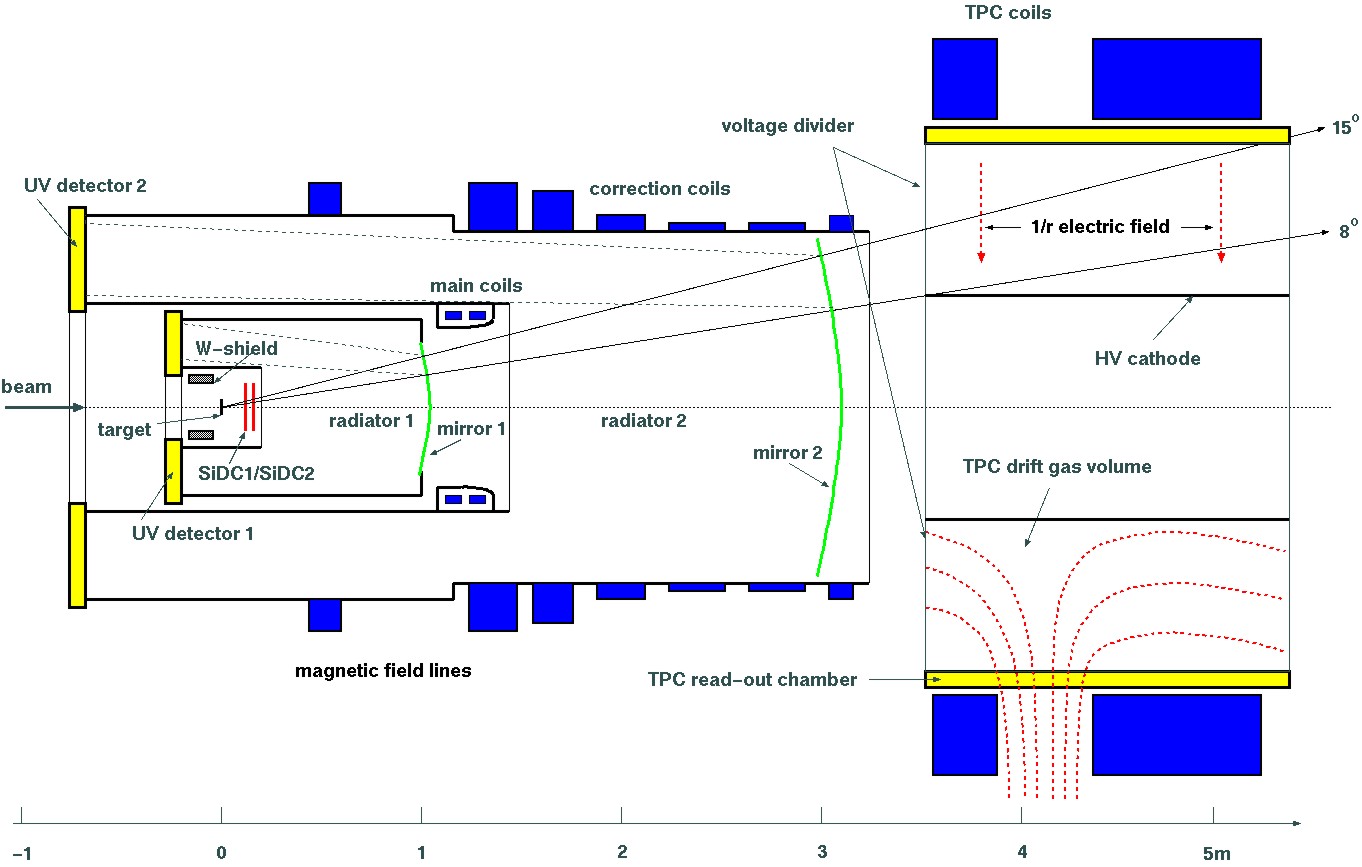 TPC coils
voltage divider
15°
UV detector 2
correction coils
1/r electric field
8°
main coils
W−shield
HV cathode
beam
target
radiator 1
mirror 1
radiator 2
mirror 2
SiDC1/SiDC2
TPC drift gas volume
UV detector 1
magnetic field lines
TPC read−out chamber
−1
0
1
2
3
4
5m